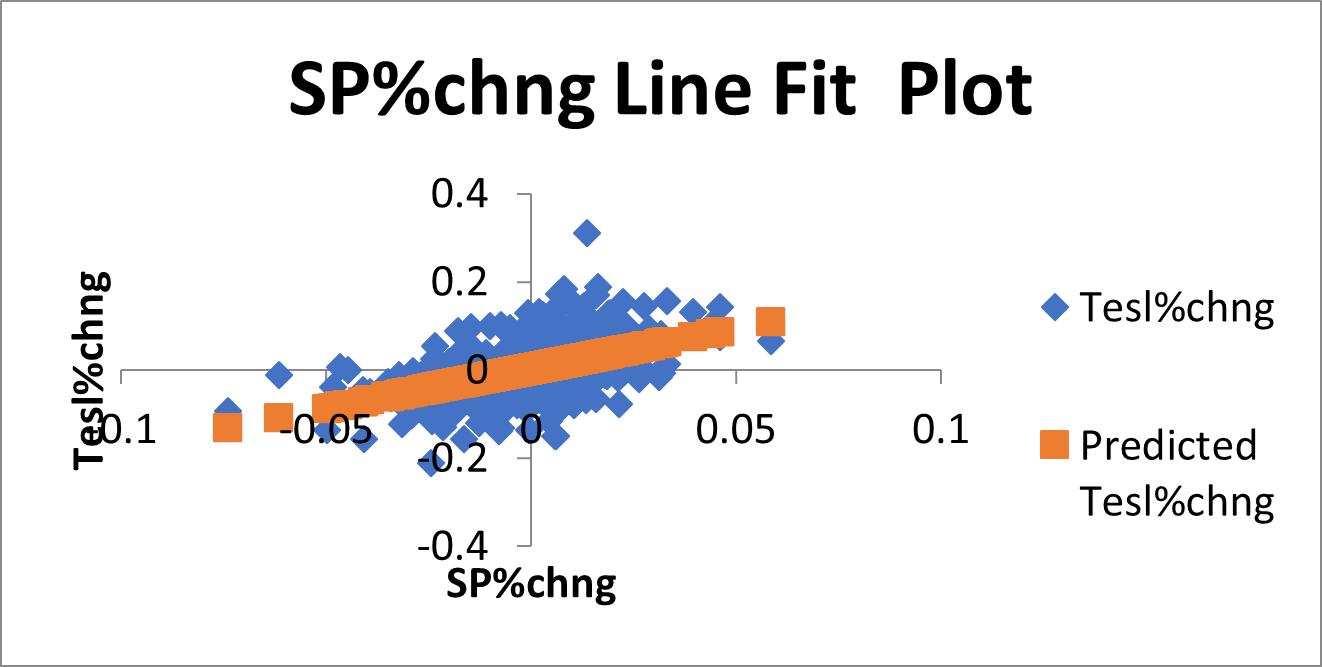 SP%chng Line Fit  Plot
0.4
0.2
0
-0.2
-0.4
-0.1
-0.05
0
0.05
0.1
Tesl%chng
SP%chng
Tesl%chng
Predicted
Tesl%chng